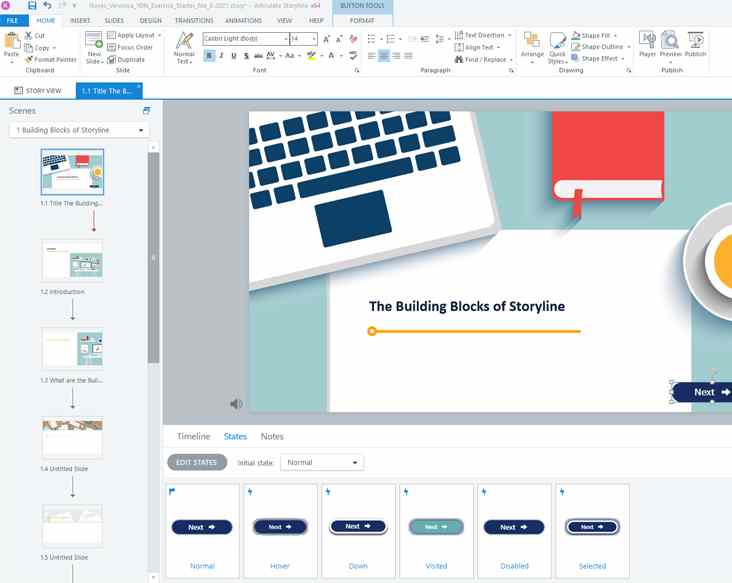 Rivers_Veronica_YBN_Exercise_Starter_file_6-2021.story* - Articulate Storyline x64
BUTTON TOOLS
FILE HOME INSERT SLIDES DESIGN TRANSITIONS ANIMATIONS VIEW HELP FORMAT
Paste
Cut
Copy
Format Painter
Clipboard
New Slide
Apply Layout
Focus Order
Duplicate
Slide
Normal Text
Calibri Light (Body)
14
B I U S abc AV Aa A
Font
Text Direction
Align Text
Find / Replace
Paragraph
Arrange
Quick Styles
Shape Fill
Shape Outline
Shape Effect
Drawing
Player
Preview
Publish
Publish
STORY VIEW
1.1 Title The B...
Scenes
1 Building Blocks of Storyline
1.1 Title The Building...
1.2 Introduction
1.3 What are the Buil...
1.4 Untitled Slide
1.5 Untitled Slide
The Building Blocks of Storyline
Next
Timeline States Notes
EDIT STATES
Initial state:
Normal
Next Next Next Next Next Next
Normal Hover Down Visited Disabled Selected